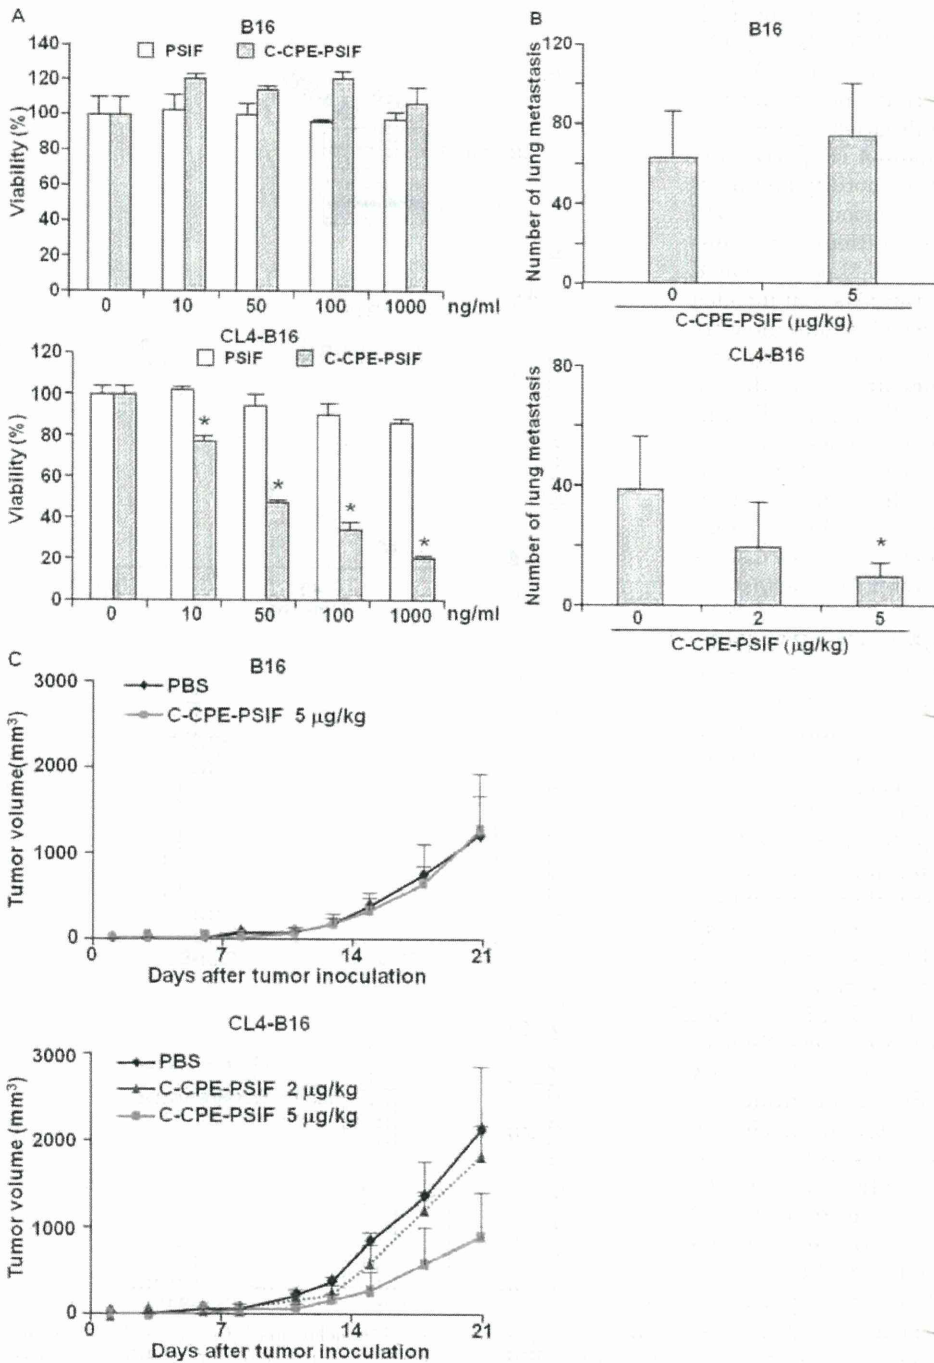 A
B16
PSIF
C-CPE-PSIF
140
120
100
80
60
40
20
0
Viability (%)
0 10 50 100 1000 ng/ml
CL4-B16
PSIF
C-CPE-PSIF
120
100
80
60
40
20
0
Viability (%)
* * * *
0 10 50 100 1000 ng/ml
B
B16
120
80
40
0
Number of lung metastasis
0 5
C-CPE-PSIF (μg/kg)
CL4-B16
80
40
0
Number of lung metastasis
*
0 2 5
C-CPE-PSIF (μg/kg)
C
B16
PBS
C-CPE-PSIF 5 μg/kg
3000
2000
1000
0
Tumor volume(mm³)
0 7 14 21
Days after tumor inoculation
CL4-B16
PBS
C-CPE-PSIF 2 μg/kg
C-CPE-PSIF 5 μg/kg
3000
2000
1000
0
Tumor volume (mm³)
0 7 14 21
Days after tumor inoculation